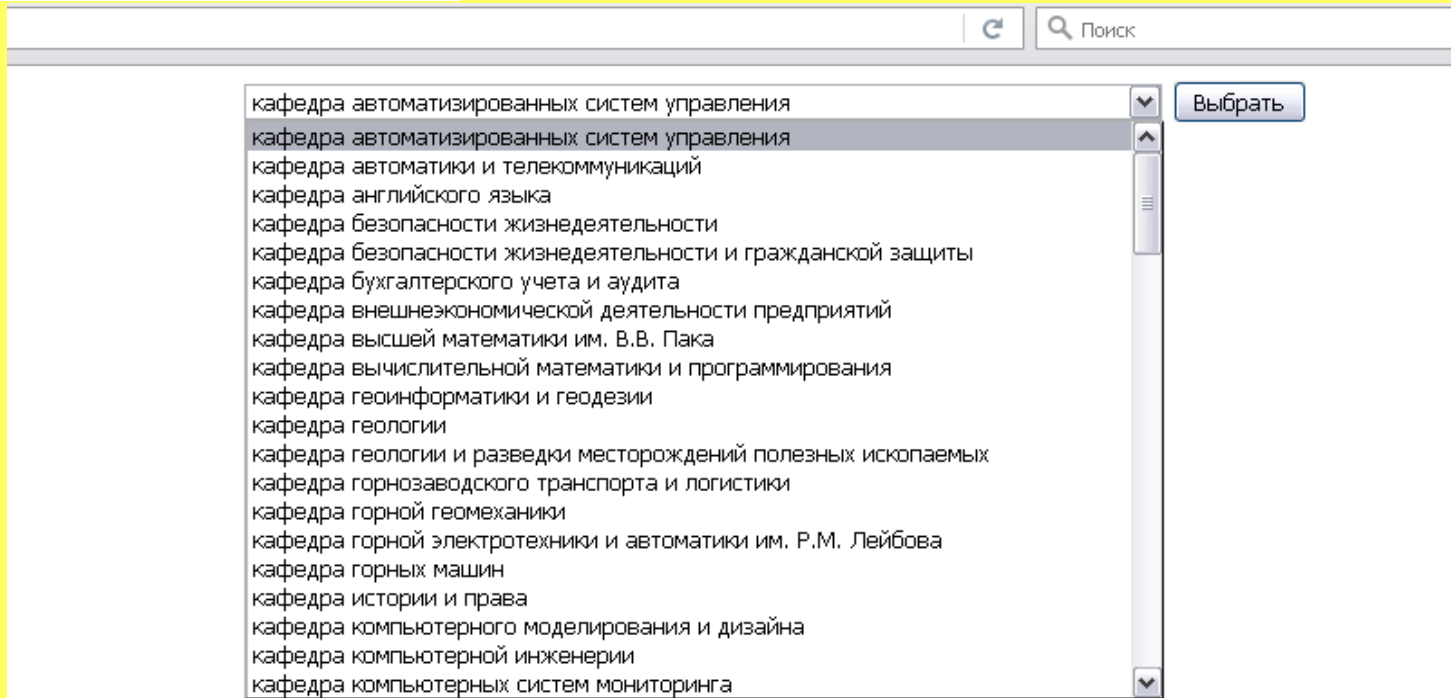 Поиск
кафедра автоматизированных систем управления
Выбрать
кафедра автоматизированных систем управления
кафедра автоматики и телекоммуникаций
кафедра английского языка
кафедра безопасности жизнедеятельности
кафедра безопасности жизнедеятельности и гражданской защиты
кафедра бухгалтерского учета и аудита
кафедра внешнеэкономической деятельности предприятий
кафедра высшей математики им. В.В. Пака
кафедра вычислительной математики и программирования
кафедра геоинформатики и геодезии
кафедра геологии
кафедра геологии и разведки месторождений полезных ископаемых
кафедра горнозаводского транспорта и логистики
кафедра горной геомеханики
кафедра горной электротехники и автоматики им. Р.М. Лейбова
кафедра горных машин
кафедра истории и права
кафедра компьютерного моделирования и дизайна
кафедра компьютерной инженерии
кафедра компьютерных систем мониторинга